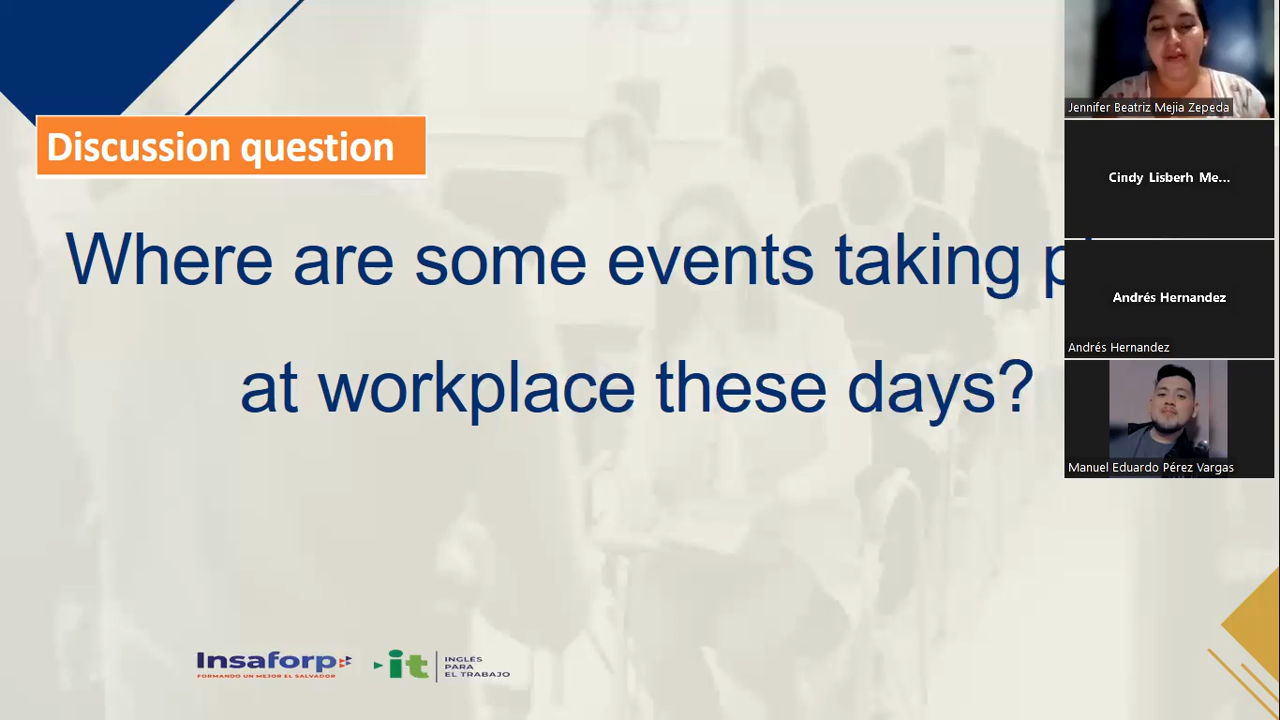 Discussion question
Where are some events taking p
at workplace these days?
Insaforp
FORMANDO UN MEJOR EL SALVADOR
it
INGLÉS
PARA
EL TRABAJO
Jennifer Beatriz Mejia Zepeda
Cindy Lisberh Me...
Andrés Hernandez
Andrés Hernandez
Manuel Eduardo Pérez Vargas